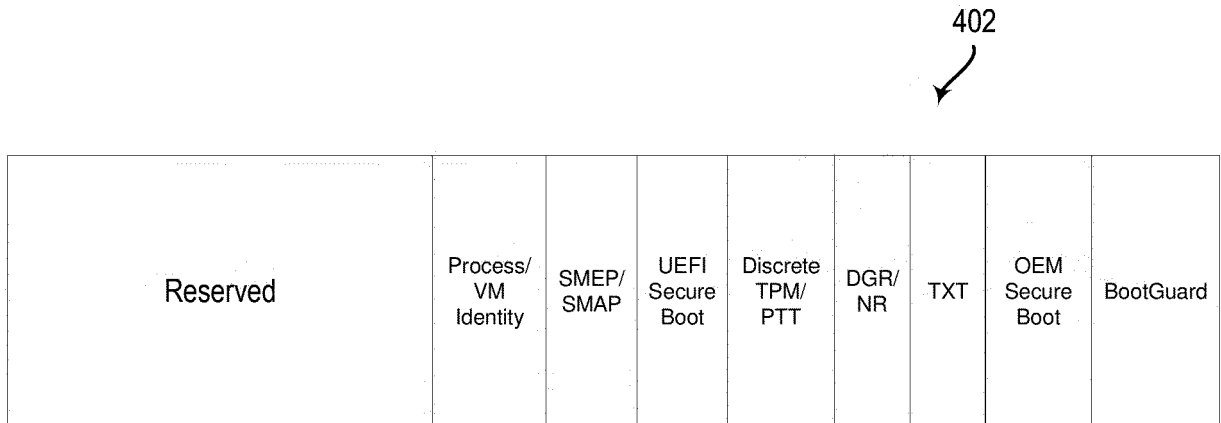 402
Reserved
Process/
VM
Identity
SMEP/
SMAP
UEFI
Secure
Boot
Discrete
TPM/
PTT
DGR/
NR
TXT
OEM
Secure
Boot
BootGuard